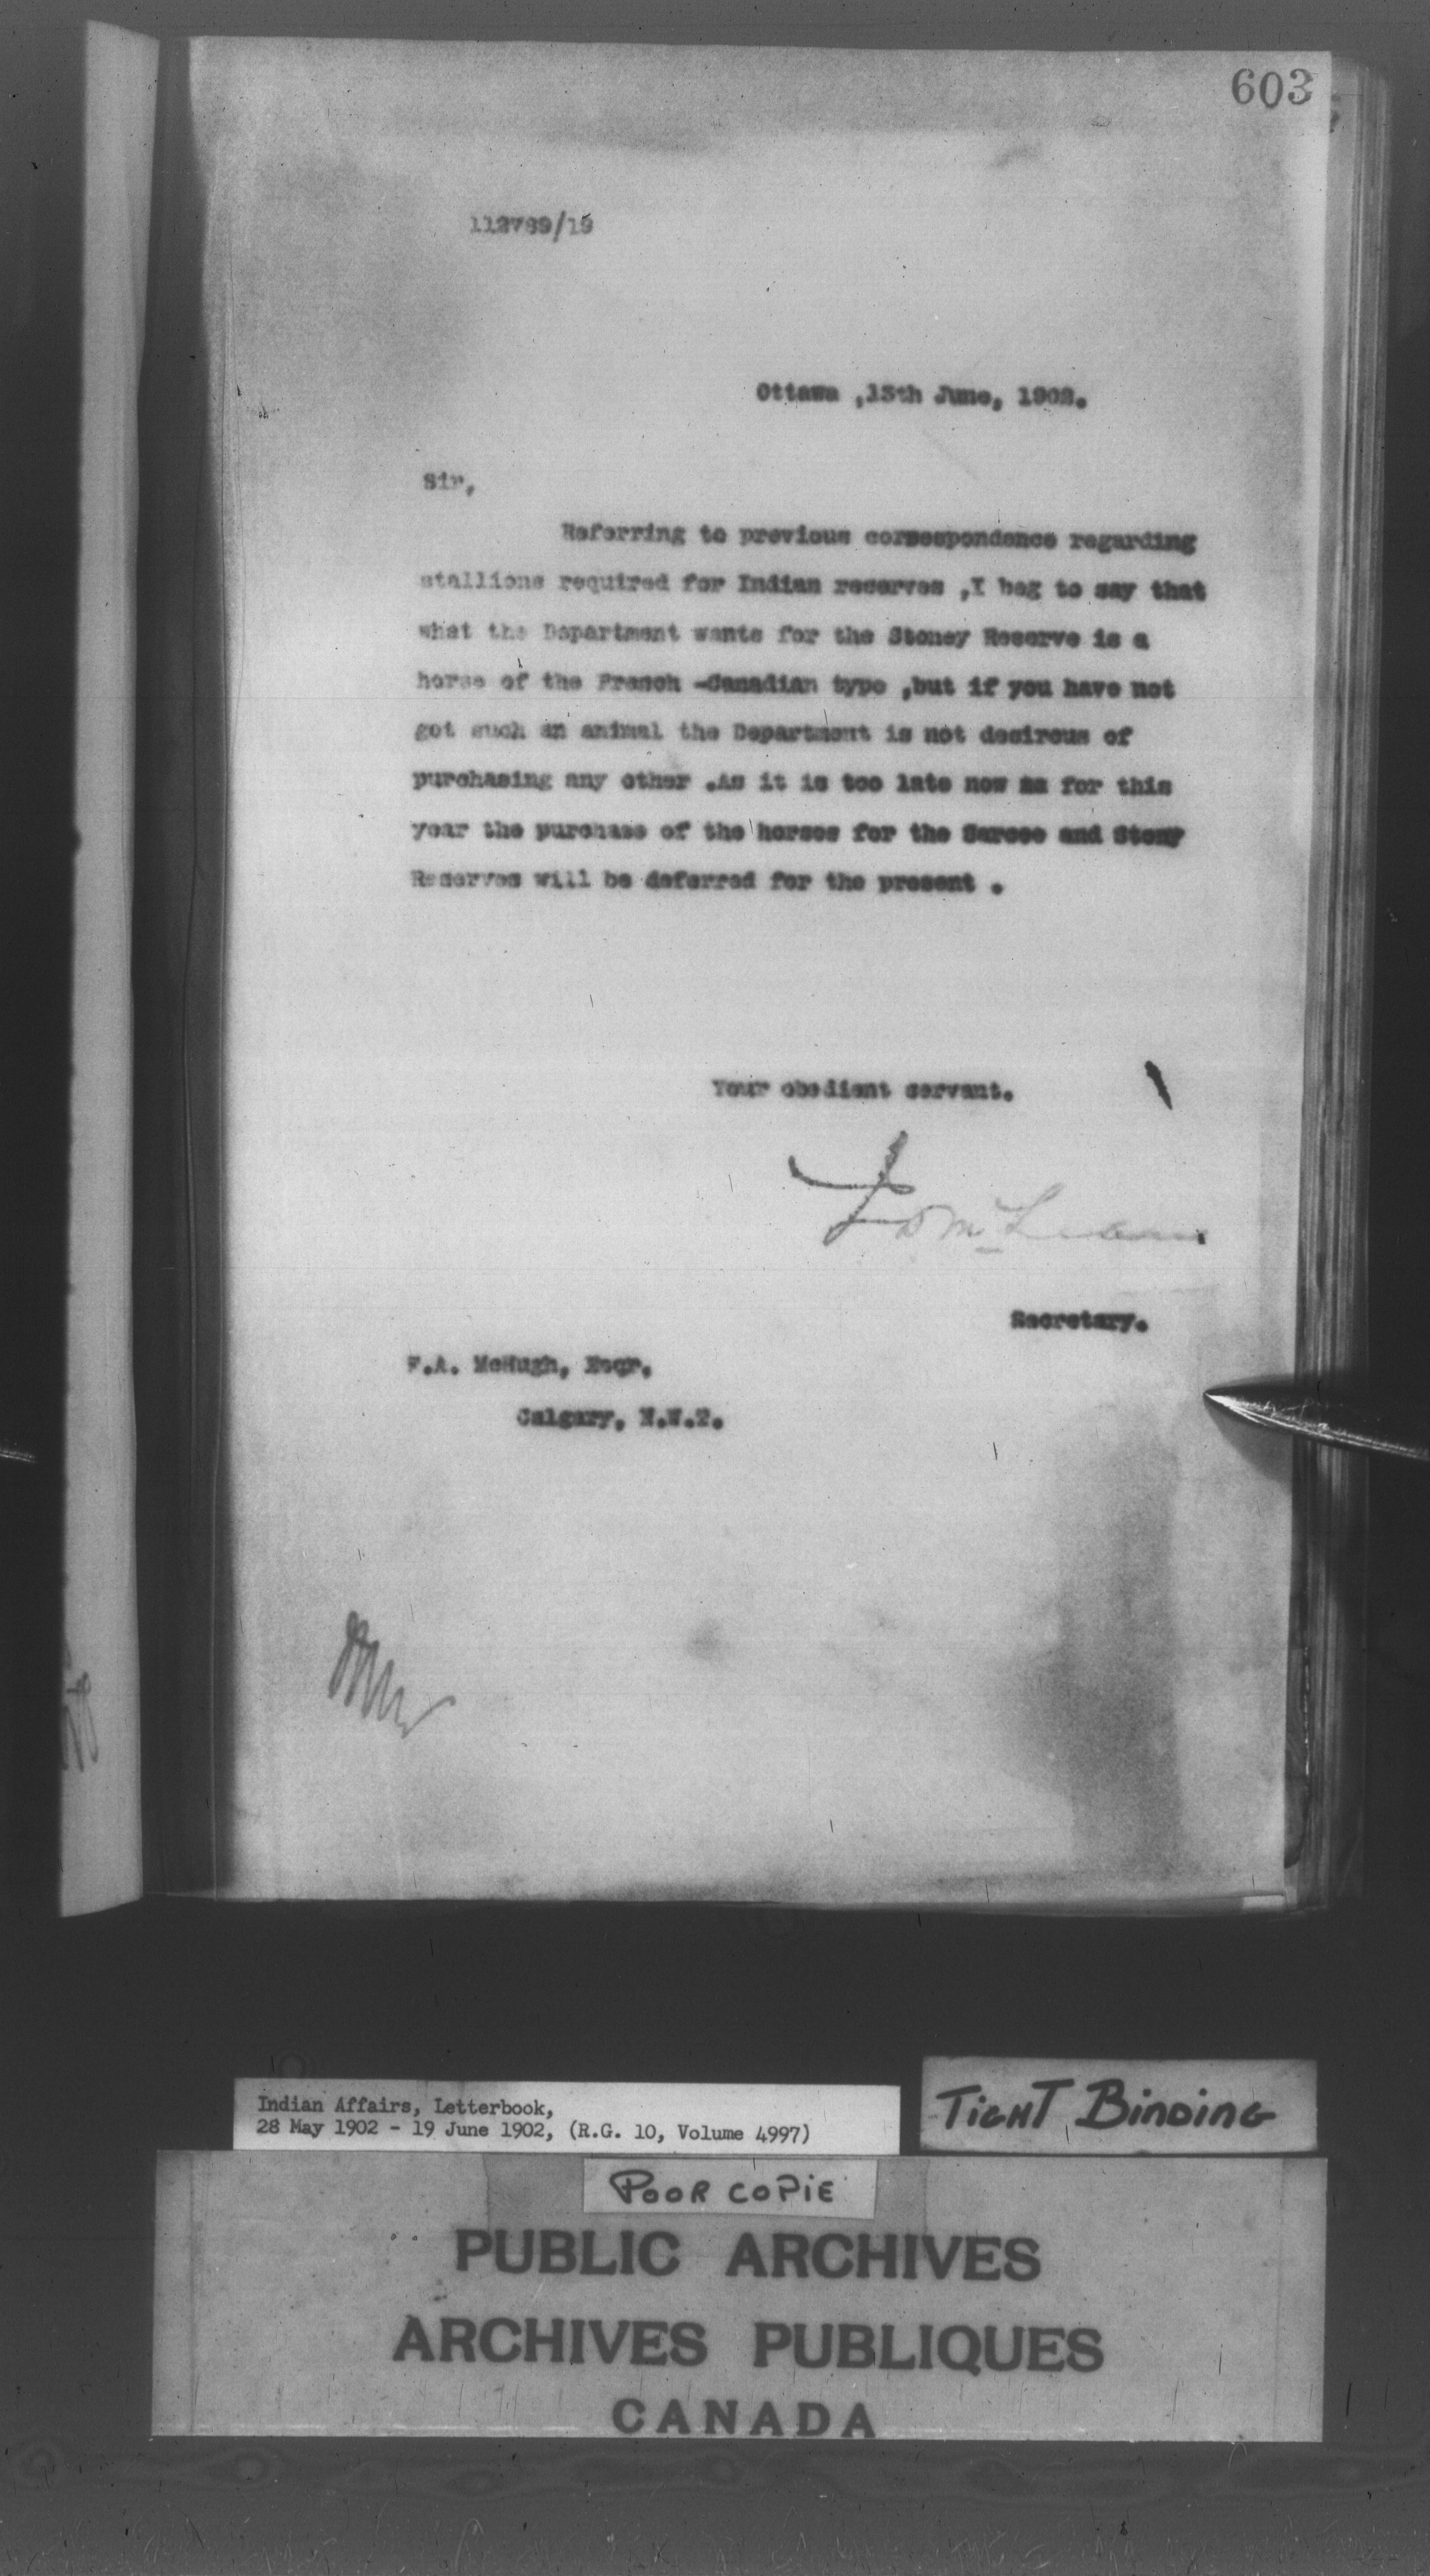 603
112789/19
Ottawa ,13th June, 1902.
Sir,
Referring to previous correspondence regarding
stallions required for Indian reserves ,I beg to say that
what the Department wants for the Stoney Reserve is a
horse of the French -Canadian type ,but if you have not
got such an animal the Department is not desirous of
purchasing any other .As it is too late now for this
year the purchase of the horses for the Sarcee and Stony
Reserves will be deferred for the present .
Your obedient servant.
McLean
Secretary.
F.A. McHugh, Esqr.
Calgary, N.W.T.
Indian Affairs, Letterbook,
28 May 1902 - 19 June 1902, (R.G. 10, Volume 4997)
TIGHT BINDING
POOR COPIE
PUBLIC ARCHIVES
ARCHIVES PUBLIQUES
CANADA